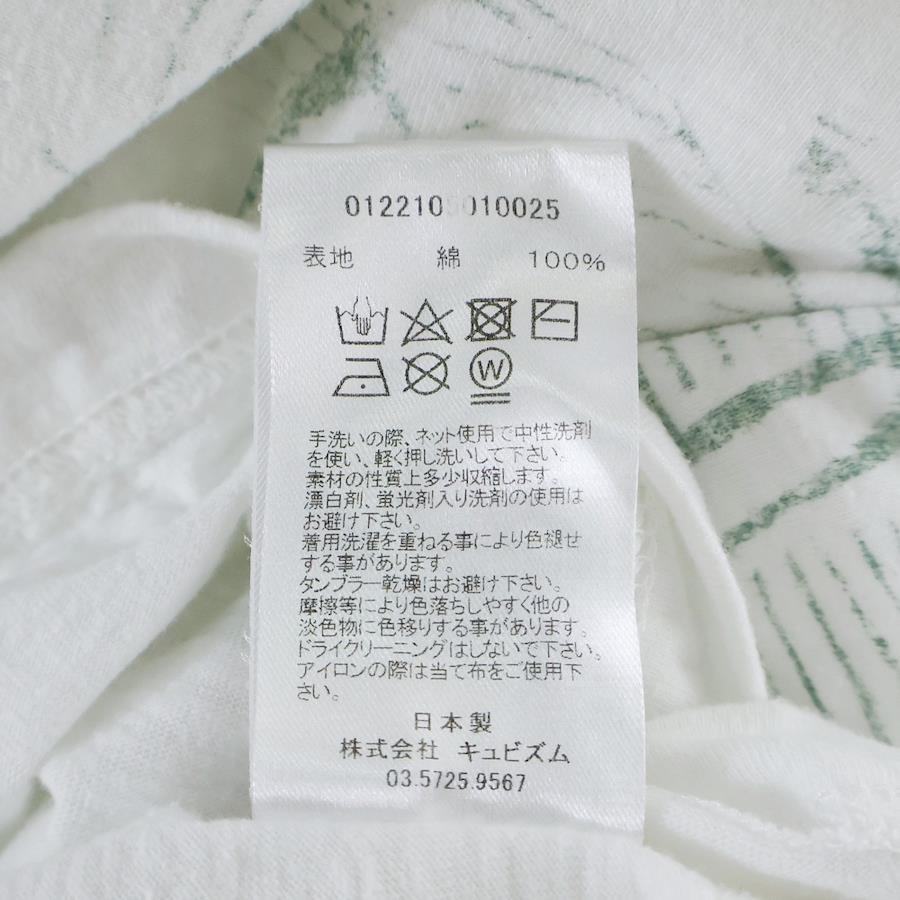 0122105010025
表地 綿 100%
W
手洗いの際、ネット使用で中性洗剤
を使い、軽く押し洗いして下さい。
素材の性質上多少収縮します。
漂白剤、蛍光剤入り洗剤の使用は
お避け下さい。
着用洗濯を重ねる事により色褪せ
する事があります。
タンブラー乾燥はお避け下さい。
摩擦等により色落ちしやすく他の
淡色物に色移りする事があります。
ドライクリーニングはしないで下さい。
アイロンの際は当て布をご使用下
さい。
日本製
株式会社 キュビズム
03.5725.9567